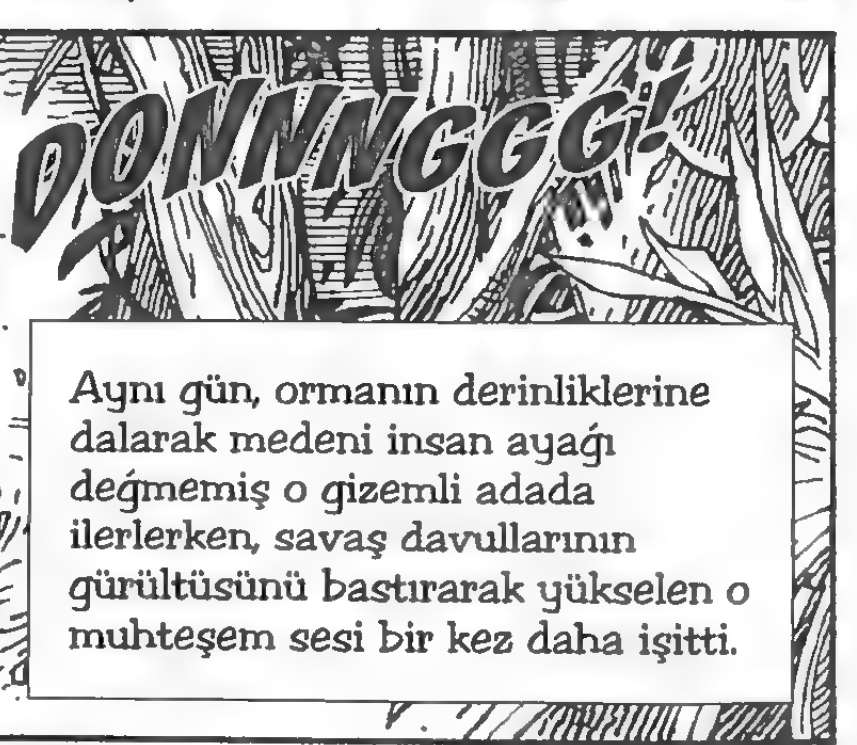 DONNNGGG!
Aynı gün, ormanın derinliklerine
dalarak medeni insan ayağı
değmemiş o gizemli adada
ilerlerken, savaş davullarının
gürültüsünü bastırarak yükselen o
muhteşem sesi bir kez daha işitti.